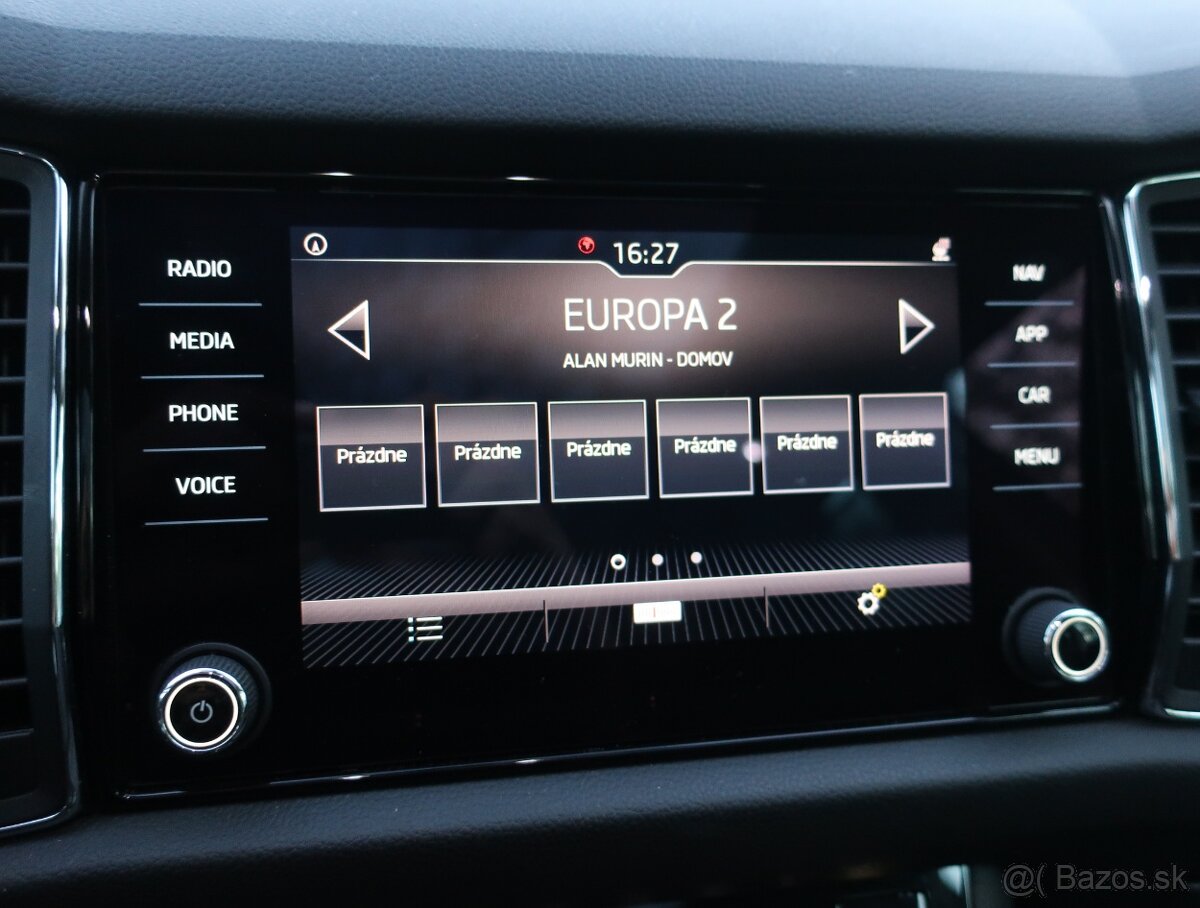 16:27
RADIO
MEDIA
PHONE
VOICE
EUROPA 2
ALAN MURIN - DOMOV
Prázdne
Prázdne
Prázdne
Prázdne
Prázdne
Prázdne
NAV
APP
CAR
MENU
@( Bazos.sk